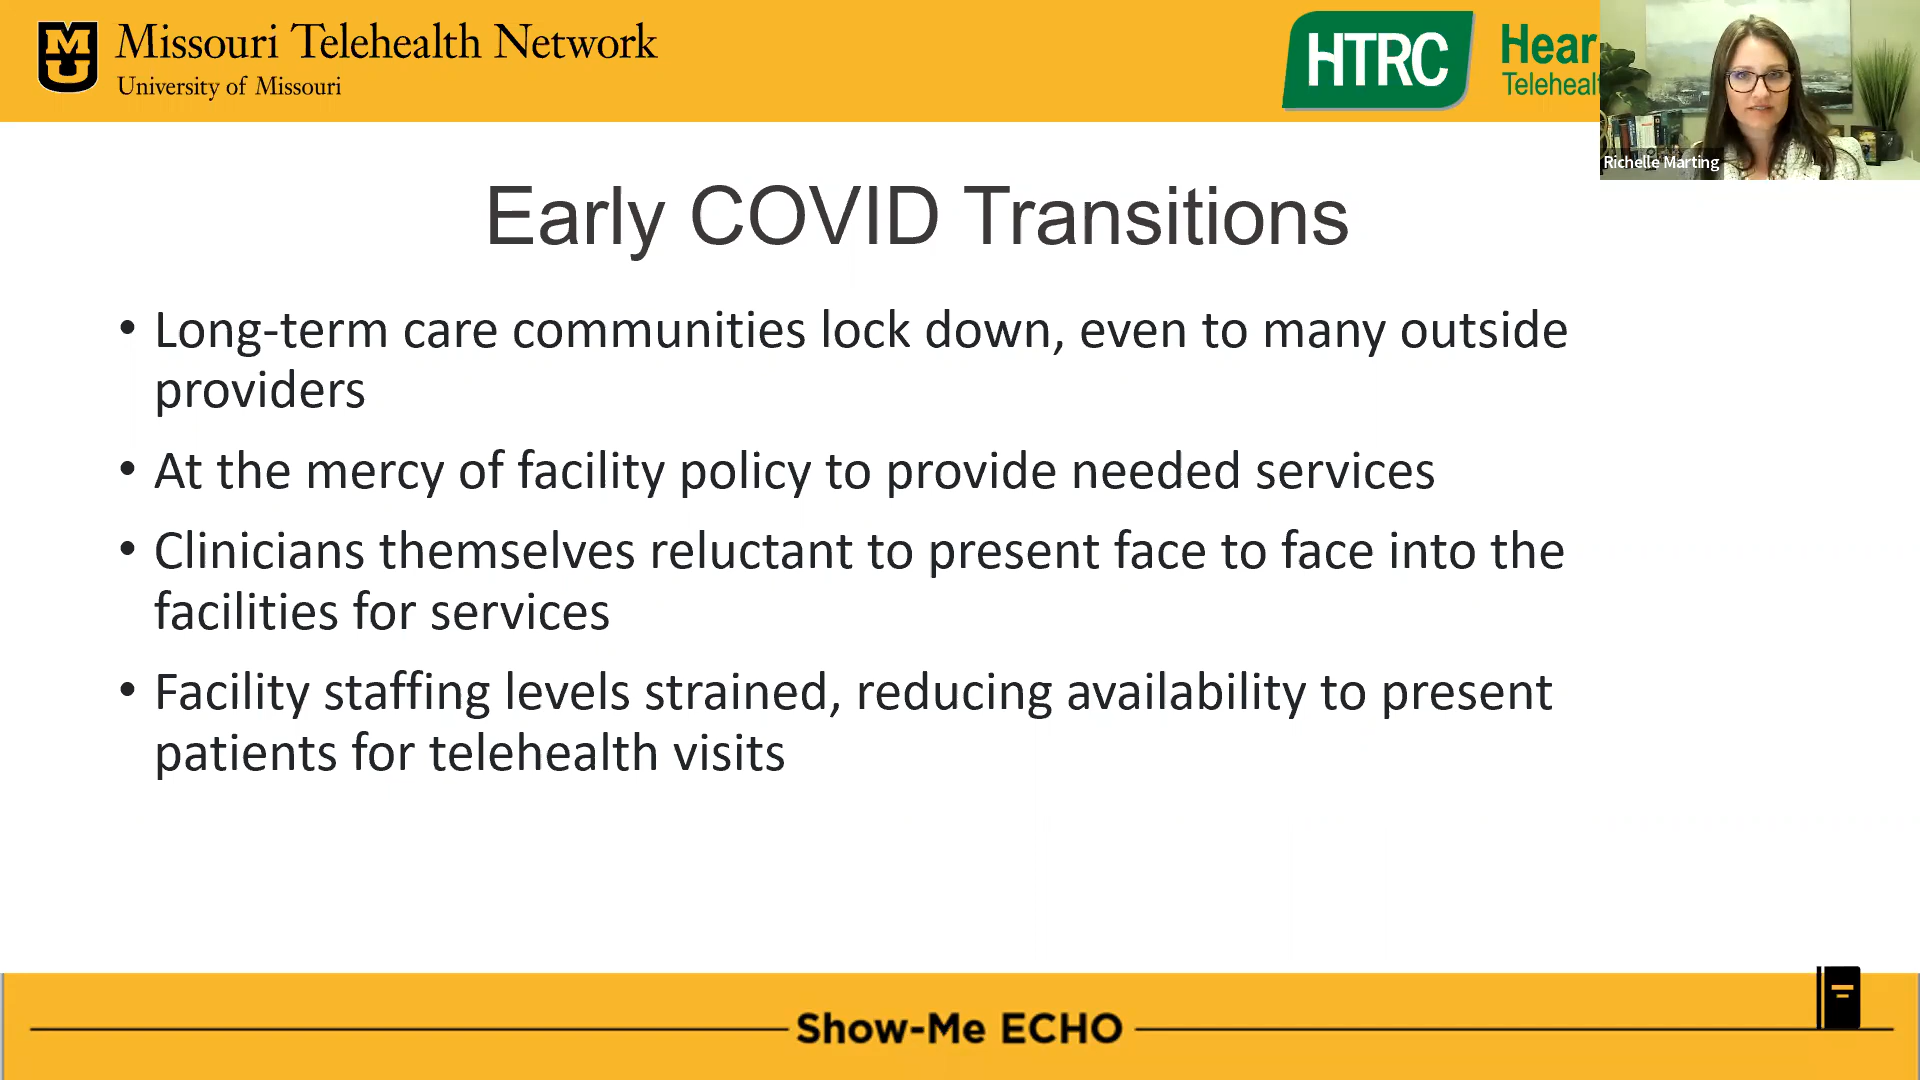 Missouri Telehealth Network
University of Missouri
HTRC
Hear
Teleheal
Richelle Marting
Early COVID Transitions
• Long-term care communities lock down, even to many outside
providers
• At the mercy of facility policy to provide needed services
• Clinicians themselves reluctant to present face to face into the
facilities for services
• Facility staffing levels strained, reducing availability to present
patients for telehealth visits
Show-Me ECHO